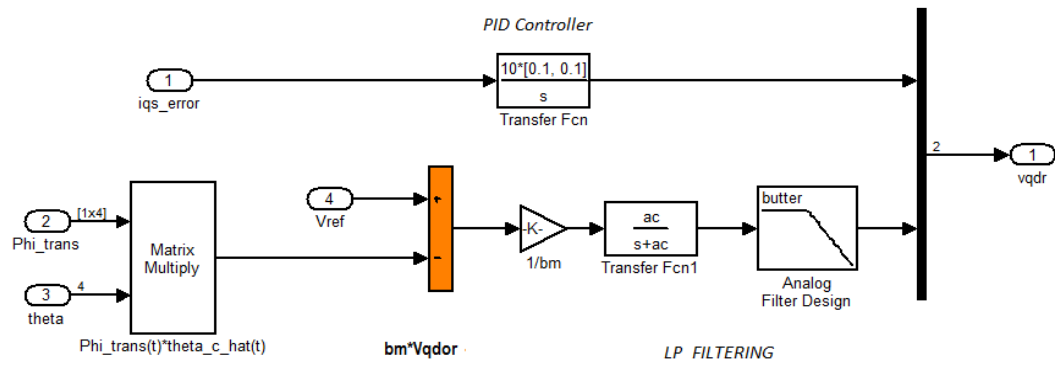 PID Controller
1
iqs_error
10*[0.1, 0.1]
s
Transfer Fcn
2
1
vqdr
2
[1x4]
Phi_trans
3
4
theta
Matrix
Multiply
Phi_trans(t)*theta_c_hat(t)
4
Vref
+
-
bm*Vqdor
-K-
1/bm
ac
s+ac
Transfer Fcn1
butter
Analog
Filter Design
LP FILTERING